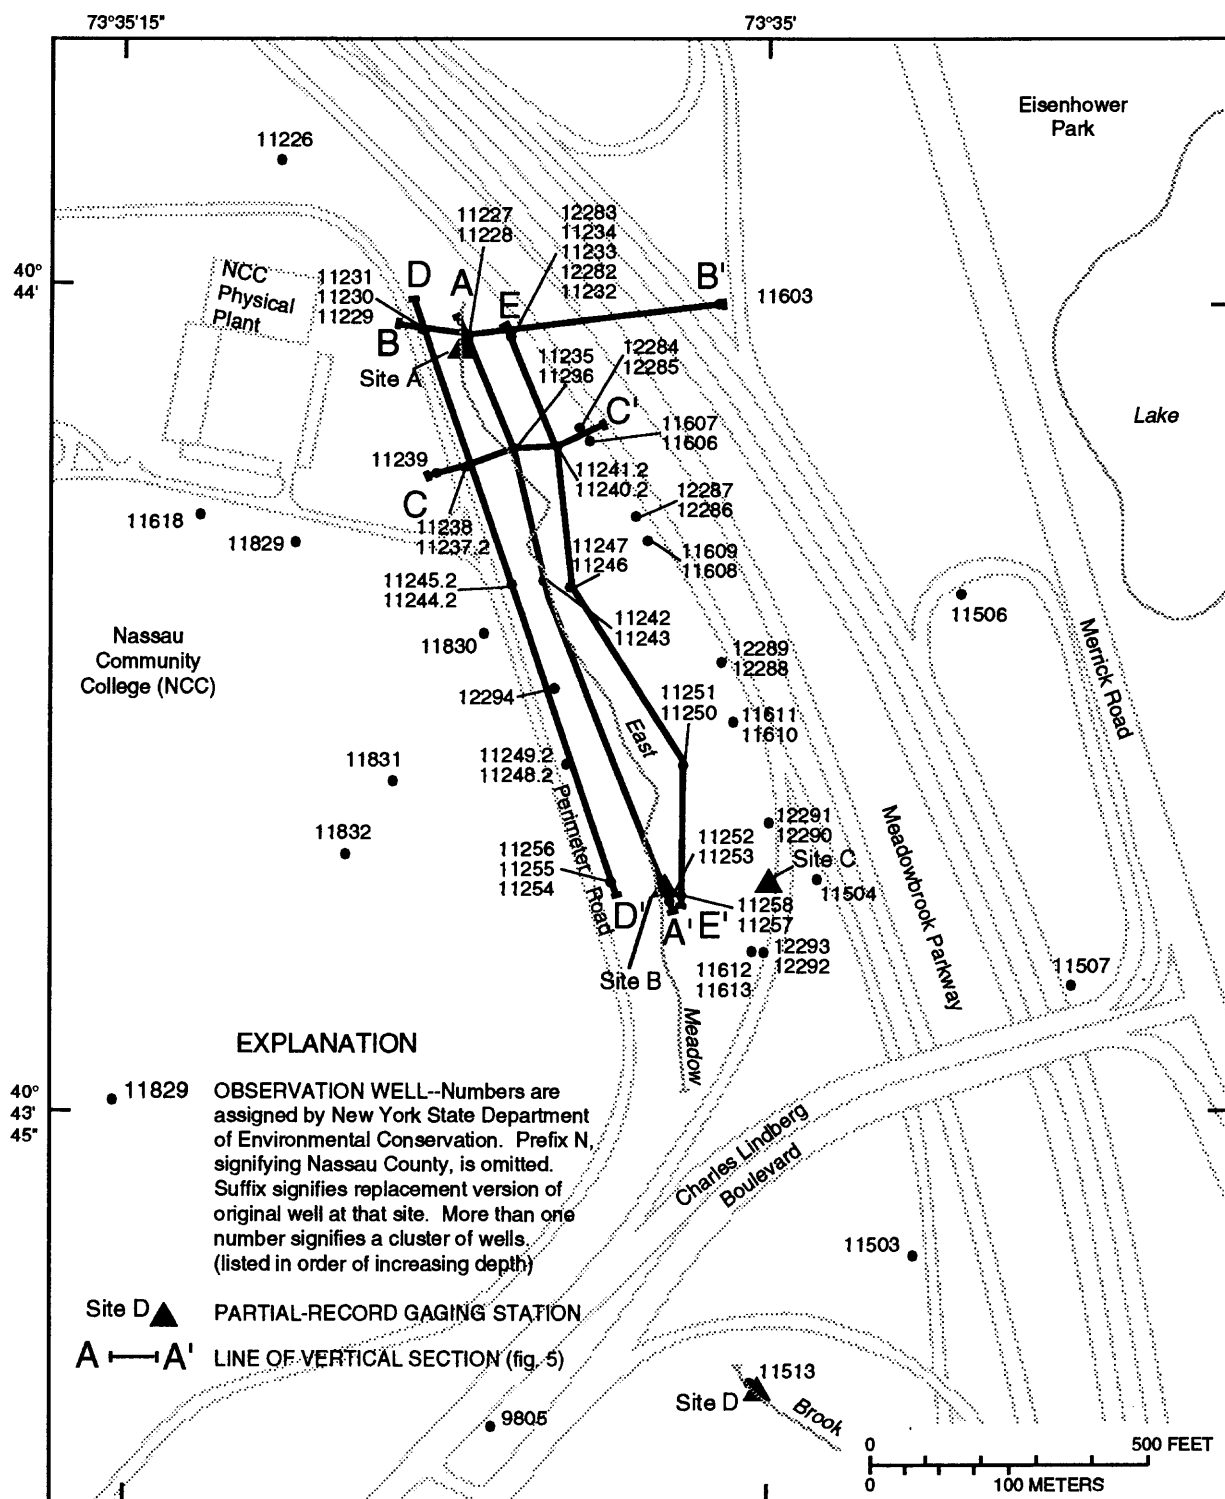 73°35'15"
73°35'
Eisenhower
Park
11226
11227
11228
12283
11234
11233
12282
11232
40°
44'
NCC
Physical
Plant
11231
11230
11229
D
A
E
B'
11603
B
Site A
11235
11236
12284
12285
C'
Lake
11607
11606
11239
C
11241.2
11240.2
12287
12286
11618
11829
11238
11237.2
11247
11246
11609
11608
11245.2
11244.2
11506
11242
11243
Nassau
Community
College (NCC)
11830
12289
12288
Merrick Road
12294
11251
11250
11611
11610
East
11249.2
11248.2
11831
Perimeter Road
11832
12291
12290
Meadowbrook Parkway
11252
11253
Site C
11256
11255
11254
11504
D'
A'
E'
11258
11257
12293
12292
11612
11613
Site B
11507
Meadow
EXPLANATION
11829
OBSERVATION WELL--Numbers are
assigned by New York State Department
of Environmental Conservation. Prefix N,
signifying Nassau County, is omitted.
Suffix signifies replacement version of
original well at that site. More than one
number signifies a cluster of wells.
(listed in order of increasing depth)
40°
43'
45"
Charles Lindberg
Boulevard
11503
Site D
PARTIAL-RECORD GAGING STATION
A A' LINE OF VERTICAL SECTION (fig. 5)
11513
Site D
Brook
9805
0 500 FEET
0 100 METERS